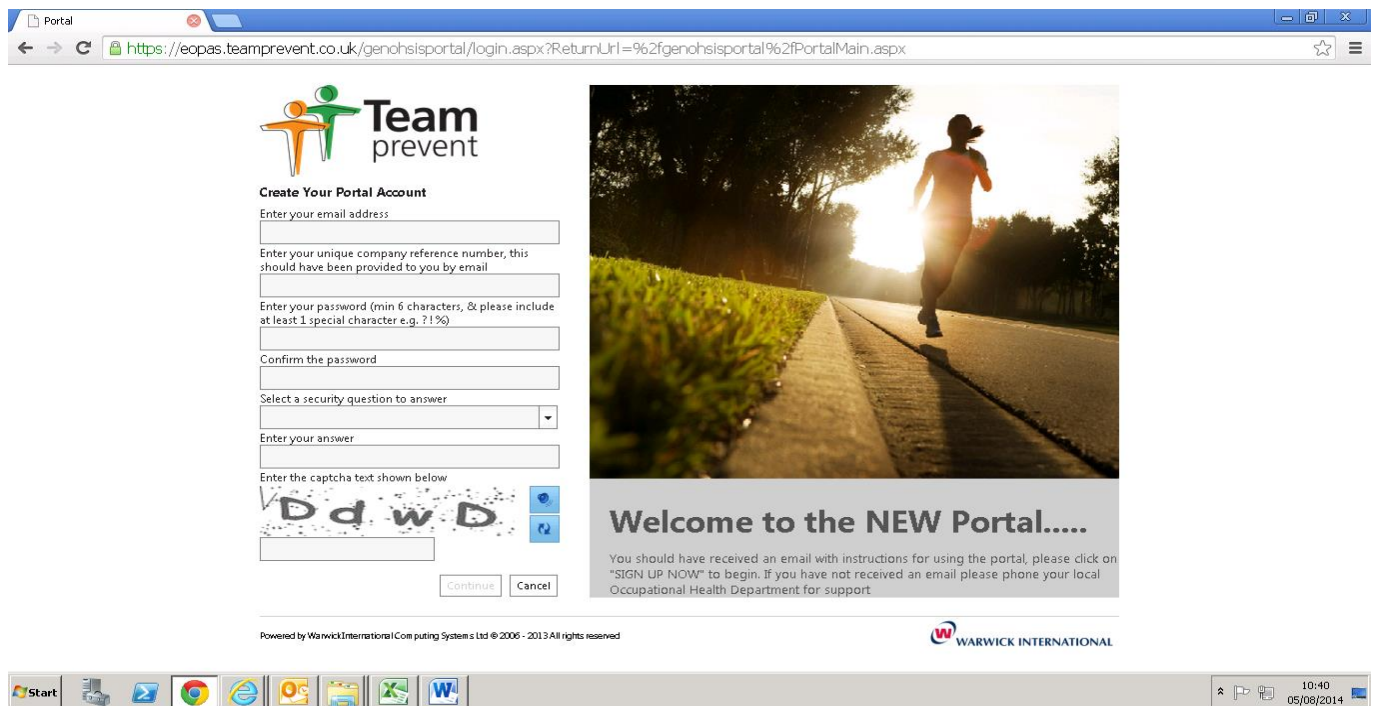 Portal
https://eopas.teamprevent.co.uk/genohsisportal/login.aspx?ReturnUrl=%2fgenohsisportal%2fPortalMain.aspx
Team
prevent
Create Your Portal Account
Enter your email address
Enter your unique company reference number, this
should have been provided to you by email
Enter your password (min 6 characters, & please include
at least 1 special character e.g. ? ! %)
Confirm the password
Select a security question to answer
Enter your answer
Enter the captcha text shown below
Continue
Cancel
Welcome to the NEW Portal.....
You should have received an email with instructions for using the portal, please click on
"SIGN UP NOW" to begin. If you have not received an email please phone your local
Occupational Health Department for support
Powered by Warwick International Computing Systems Ltd © 2006 - 2013 All rights reserved
W WARWICK INTERNATIONAL
Start
10:40
05/08/2014